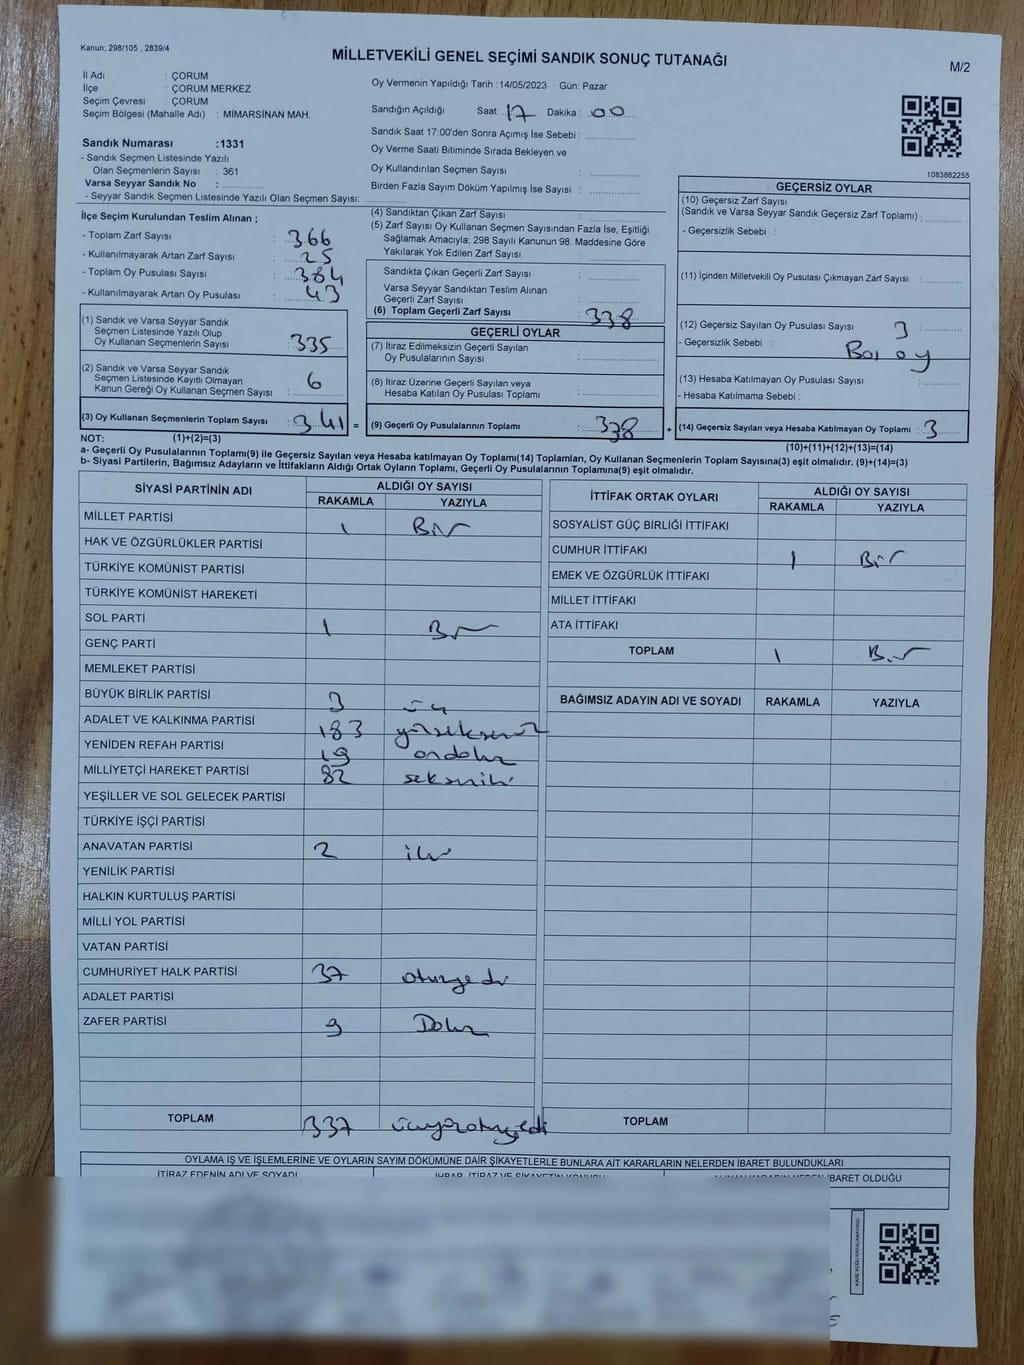 Kanun; 298/105 , 2839/4
MİLLETVEKİLİ GENEL SEÇİMİ SANDIK SONUÇ TUTANAĞI
M/2
İl Adı : ÇORUM
İlçe : ÇORUM MERKEZ
Seçim Çevresi : ÇORUM
Seçim Bölgesi (Mahalle Adı) : MİMARSİNAN MAH.
Sandık Numarası :1331
- Sandık Seçmen Listesinde Yazılı
Olan Seçmenlerin Sayısı : 361
Varsa Seyyar Sandık No :
- Seyyar Sandık Seçmen Listesinde Yazılı Olan Seçmen Sayısı:
Oy Vermenin Yapıldığı Tarih :14/05/2023 Gün: Pazar
Sandığın Açıldığı Saat: 17 Dakika: 00
Sandık Saat 17:00'den Sonra Açımış İse Sebebi :
Oy Verme Saati Bitiminde Sırada Bekleyen ve
Oy Kullandırılan Seçmen Sayısı :
Birden Fazla Sayım Döküm Yapılmış İse Sayısı :
1083862255
İlçe Seçim Kurulundan Teslim Alınan ;
- Toplam Zarf Sayısı : 366
- Kullanılmayarak Artan Zarf Sayısı : 25
- Toplam Oy Pusulası Sayısı : 384
- Kullanılmayarak Artan Oy Pusulası : 43
(1) Sandık ve Varsa Seyyar Sandık
Seçmen Listesinde Yazılı Olup
Oy Kullanan Seçmenlerin Sayısı : 335
(2) Sandık ve Varsa Seyyar Sandık
Seçmen Listesinde Kayıtlı Olmayan
Kanun Gereği Oy Kullanan Seçmen Sayısı : 6
(3) Oy Kullanan Seçmenlerin Toplam Sayısı : 341 =
(4) Sandıktan Çıkan Zarf Sayısı :
(5) Zarf Sayısı Oy Kullanan Seçmen Sayısından Fazla İse, Eşitliği
Sağlamak Amacıyla; 298 Sayılı Kanunun 98. Maddesine Göre
Yakılarak Yok Edilen Zarf Sayısı :
Sandıkta Çıkan Geçerli Zarf Sayısı :
Varsa Seyyar Sandıktan Teslim Alınan
Geçerli Zarf Sayısı :
(6) Toplam Geçerli Zarf Sayısı : 338
GEÇERLİ OYLAR
(7) İtiraz Edilmeksizin Geçerli Sayılan
Oy Pusulalarının Sayısı :
(8) İtiraz Üzerine Geçerli Sayılan veya
Hesaba Katılan Oy Pusulası Toplamı :
(9) Geçerli Oy Pusulalarının Toplamı : 338 +
GEÇERSİZ OYLAR
(10) Geçersiz Zarf Sayısı
(Sandık ve Varsa Seyyar Sandık Geçersiz Zarf Toplamı) :
- Geçersizlik Sebebi :
(11) İçinden Milletvekili Oy Pusulası Çıkmayan Zarf Sayısı :
(12) Geçersiz Sayılan Oy Pusulası Sayısı : 3
- Geçersizlik Sebebi : Boş oy
(13) Hesaba Katılmayan Oy Pusulası Sayısı :
- Hesaba Katılmama Sebebi :
(14) Geçersiz Sayılan veya Hesaba Katılmayan Oy Toplamı : 3
NOT: (1)+(2)=(3)
(10)+(11)+(12)+(13)=(14)
a- Geçerli Oy Pusulalarının Toplamı(9) ile Geçersiz Sayılan veya Hesaba katılmayan Oy Toplamı(14) Toplamları, Oy Kullanan Seçmenlerin Toplam Sayısına(3) eşit olmalıdır. (9)+(14)=(3)
b- Siyasi Partilerin, Bağımsız Adayların ve İttifakların Aldığı Ortak Oyların Toplamı, Geçerli Oy Pusulalarının Toplamına(9) eşit olmalıdır.
SİYASİ PARTİNİN ADI ALDIĞI OY SAYISI
RAKAMLA YAZIYLA
MİLLET PARTİSİ 1 Bir
HAK VE ÖZGÜRLÜKLER PARTİSİ
TÜRKİYE KOMÜNİST PARTİSİ
TÜRKİYE KOMÜNİST HAREKETİ
SOL PARTİ 1 Bir
GENÇ PARTİ
MEMLEKET PARTİSİ
BÜYÜK BİRLİK PARTİSİ 3 üç
ADALET VE KALKINMA PARTİSİ 183 yüzseksenüç
YENİDEN REFAH PARTİSİ 19 ondokuz
MİLLİYETÇİ HAREKET PARTİSİ 82 sekseniki
YEŞİLLER VE SOL GELECEK PARTİSİ
TÜRKİYE İŞÇİ PARTİSİ
ANAVATAN PARTİSİ 2 iki
YENİLİK PARTİSİ
HALKIN KURTULUŞ PARTİSİ
MİLLİ YOL PARTİSİ
VATAN PARTİSİ
CUMHURİYET HALK PARTİSİ 37 otuzyedi
ADALET PARTİSİ
ZAFER PARTİSİ 9 Dokuz
TOPLAM 337 üçyüzotuzyedi
İTTİFAK ORTAK OYLARI ALDIĞI OY SAYISI
RAKAMLA YAZIYLA
SOSYALİST GÜÇ BİRLİĞİ İTTİFAKI
CUMHUR İTTİFAKI 1 Bir
EMEK VE ÖZGÜRLÜK İTTİFAKI
MİLLET İTTİFAKI
ATA İTTİFAKI
TOPLAM 1 Bir
BAĞIMSIZ ADAYIN ADI VE SOYADI RAKAMLA YAZIYLA
TOPLAM
OYLAMA İŞ VE İŞLEMLERİNE VE OYLARIN SAYIM DÖKÜMÜNE DAİR ŞİKAYETLERLE BUNLARA AİT KARARLARIN NELERDEN İBARET BULUNDUKLARI
İTİRAZ EDENİN ADI VE SOYADI İHBAR, İTİRAZ VE ŞİKAYETİN KONUSU ALINAN KARARIN NEDEN İBARET OLDUĞU